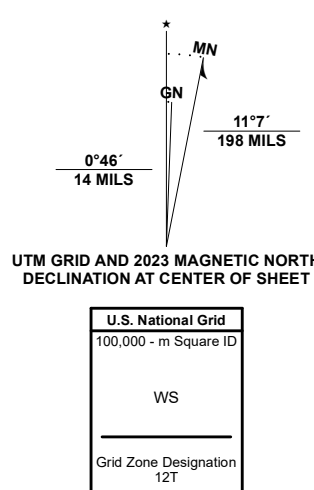 ★
MN
GN
11°7´
198 MILS
0°46´
14 MILS
UTM GRID AND 2023 MAGNETIC NORTH
DECLINATION AT CENTER OF SHEET
U.S. National Grid
100,000 - m Square ID
WS
Grid Zone Designation
12T